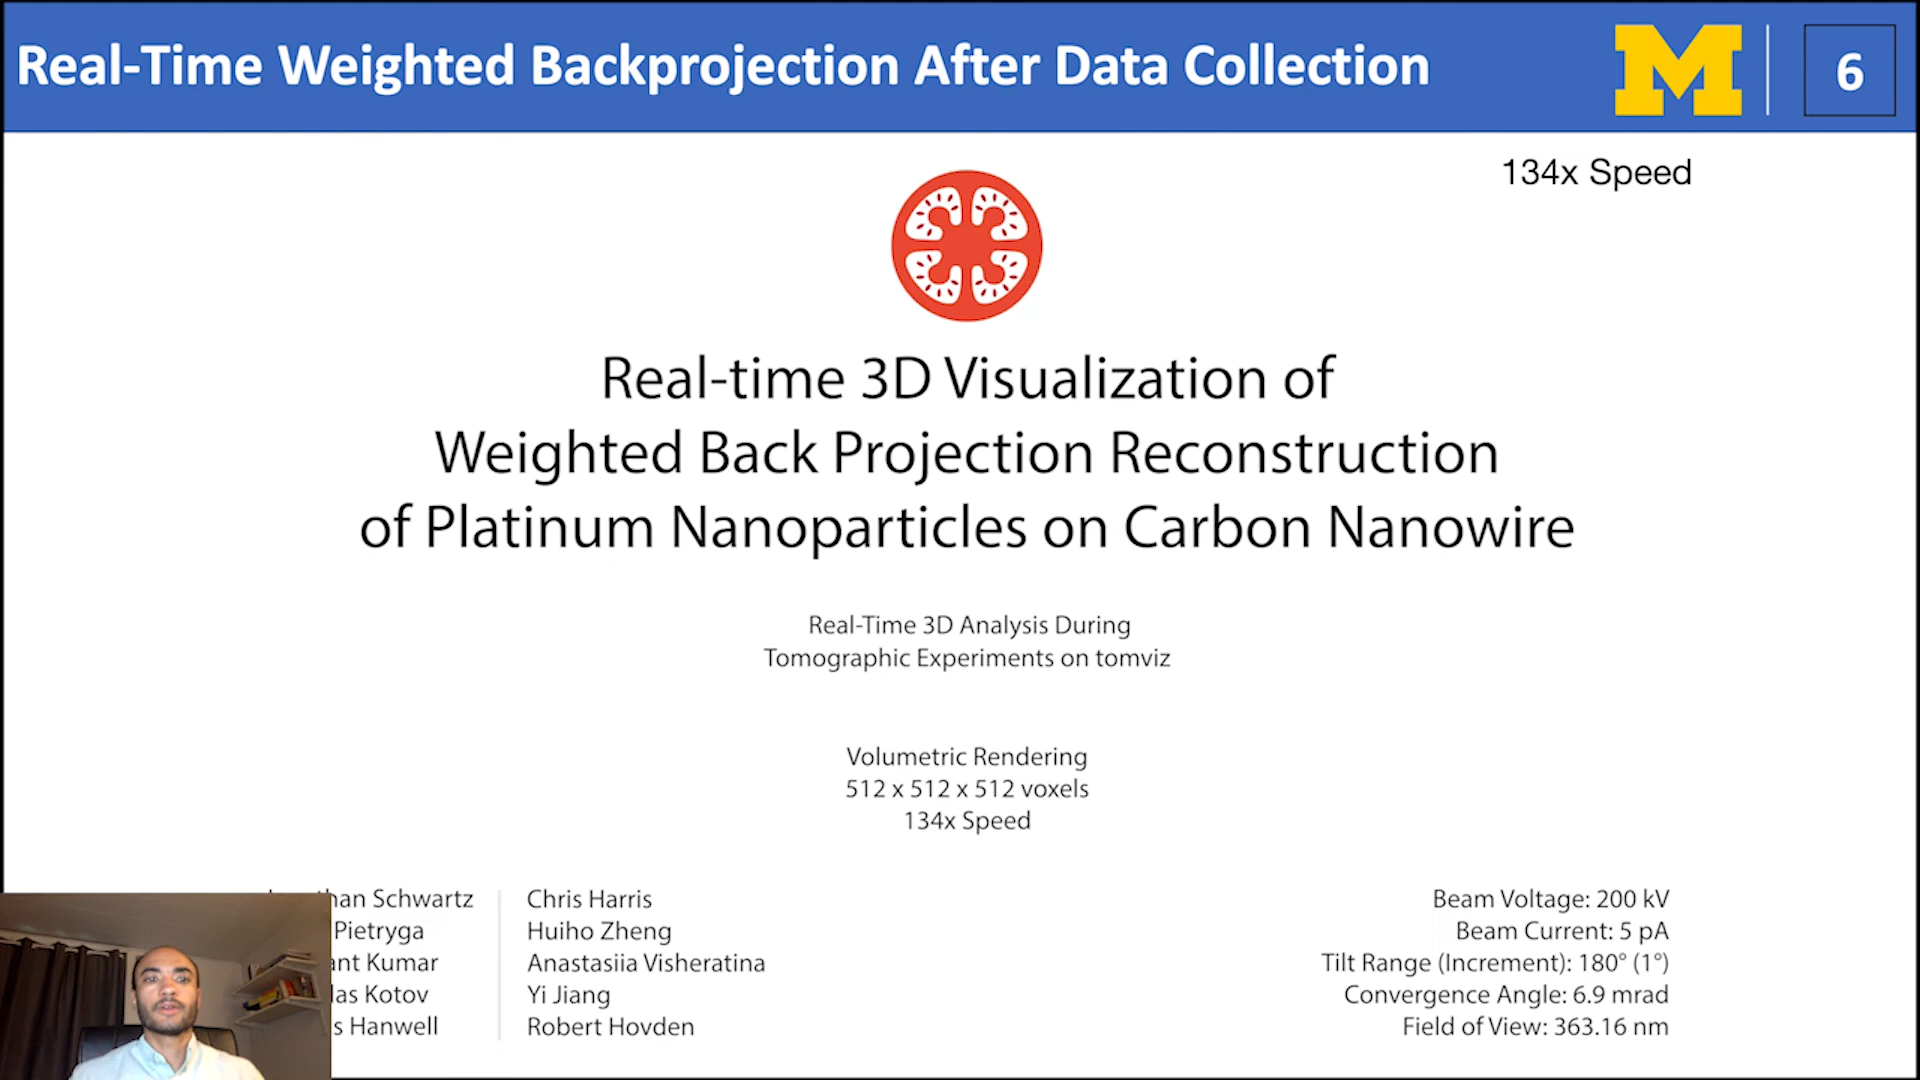 Real-Time Weighted Backprojection After Data Collection
M
6
134x Speed
Real-time 3D Visualization of
Weighted Back Projection Reconstruction
of Platinum Nanoparticles on Carbon Nanowire
Real-Time 3D Analysis During
Tomographic Experiments on tomviz
Volumetric Rendering
512 x 512 x 512 voxels
134x Speed
Schwartz
Pietryga
Kumar
Kotov
Hanwell
Chris Harris
Huiho Zheng
Anastasiia Visheratina
Yi Jiang
Robert Hovden
Beam Voltage: 200 kV
Beam Current: 5 pA
Tilt Range (Increment): 180° (1°)
Convergence Angle: 6.9 mrad
Field of View: 363.16 nm